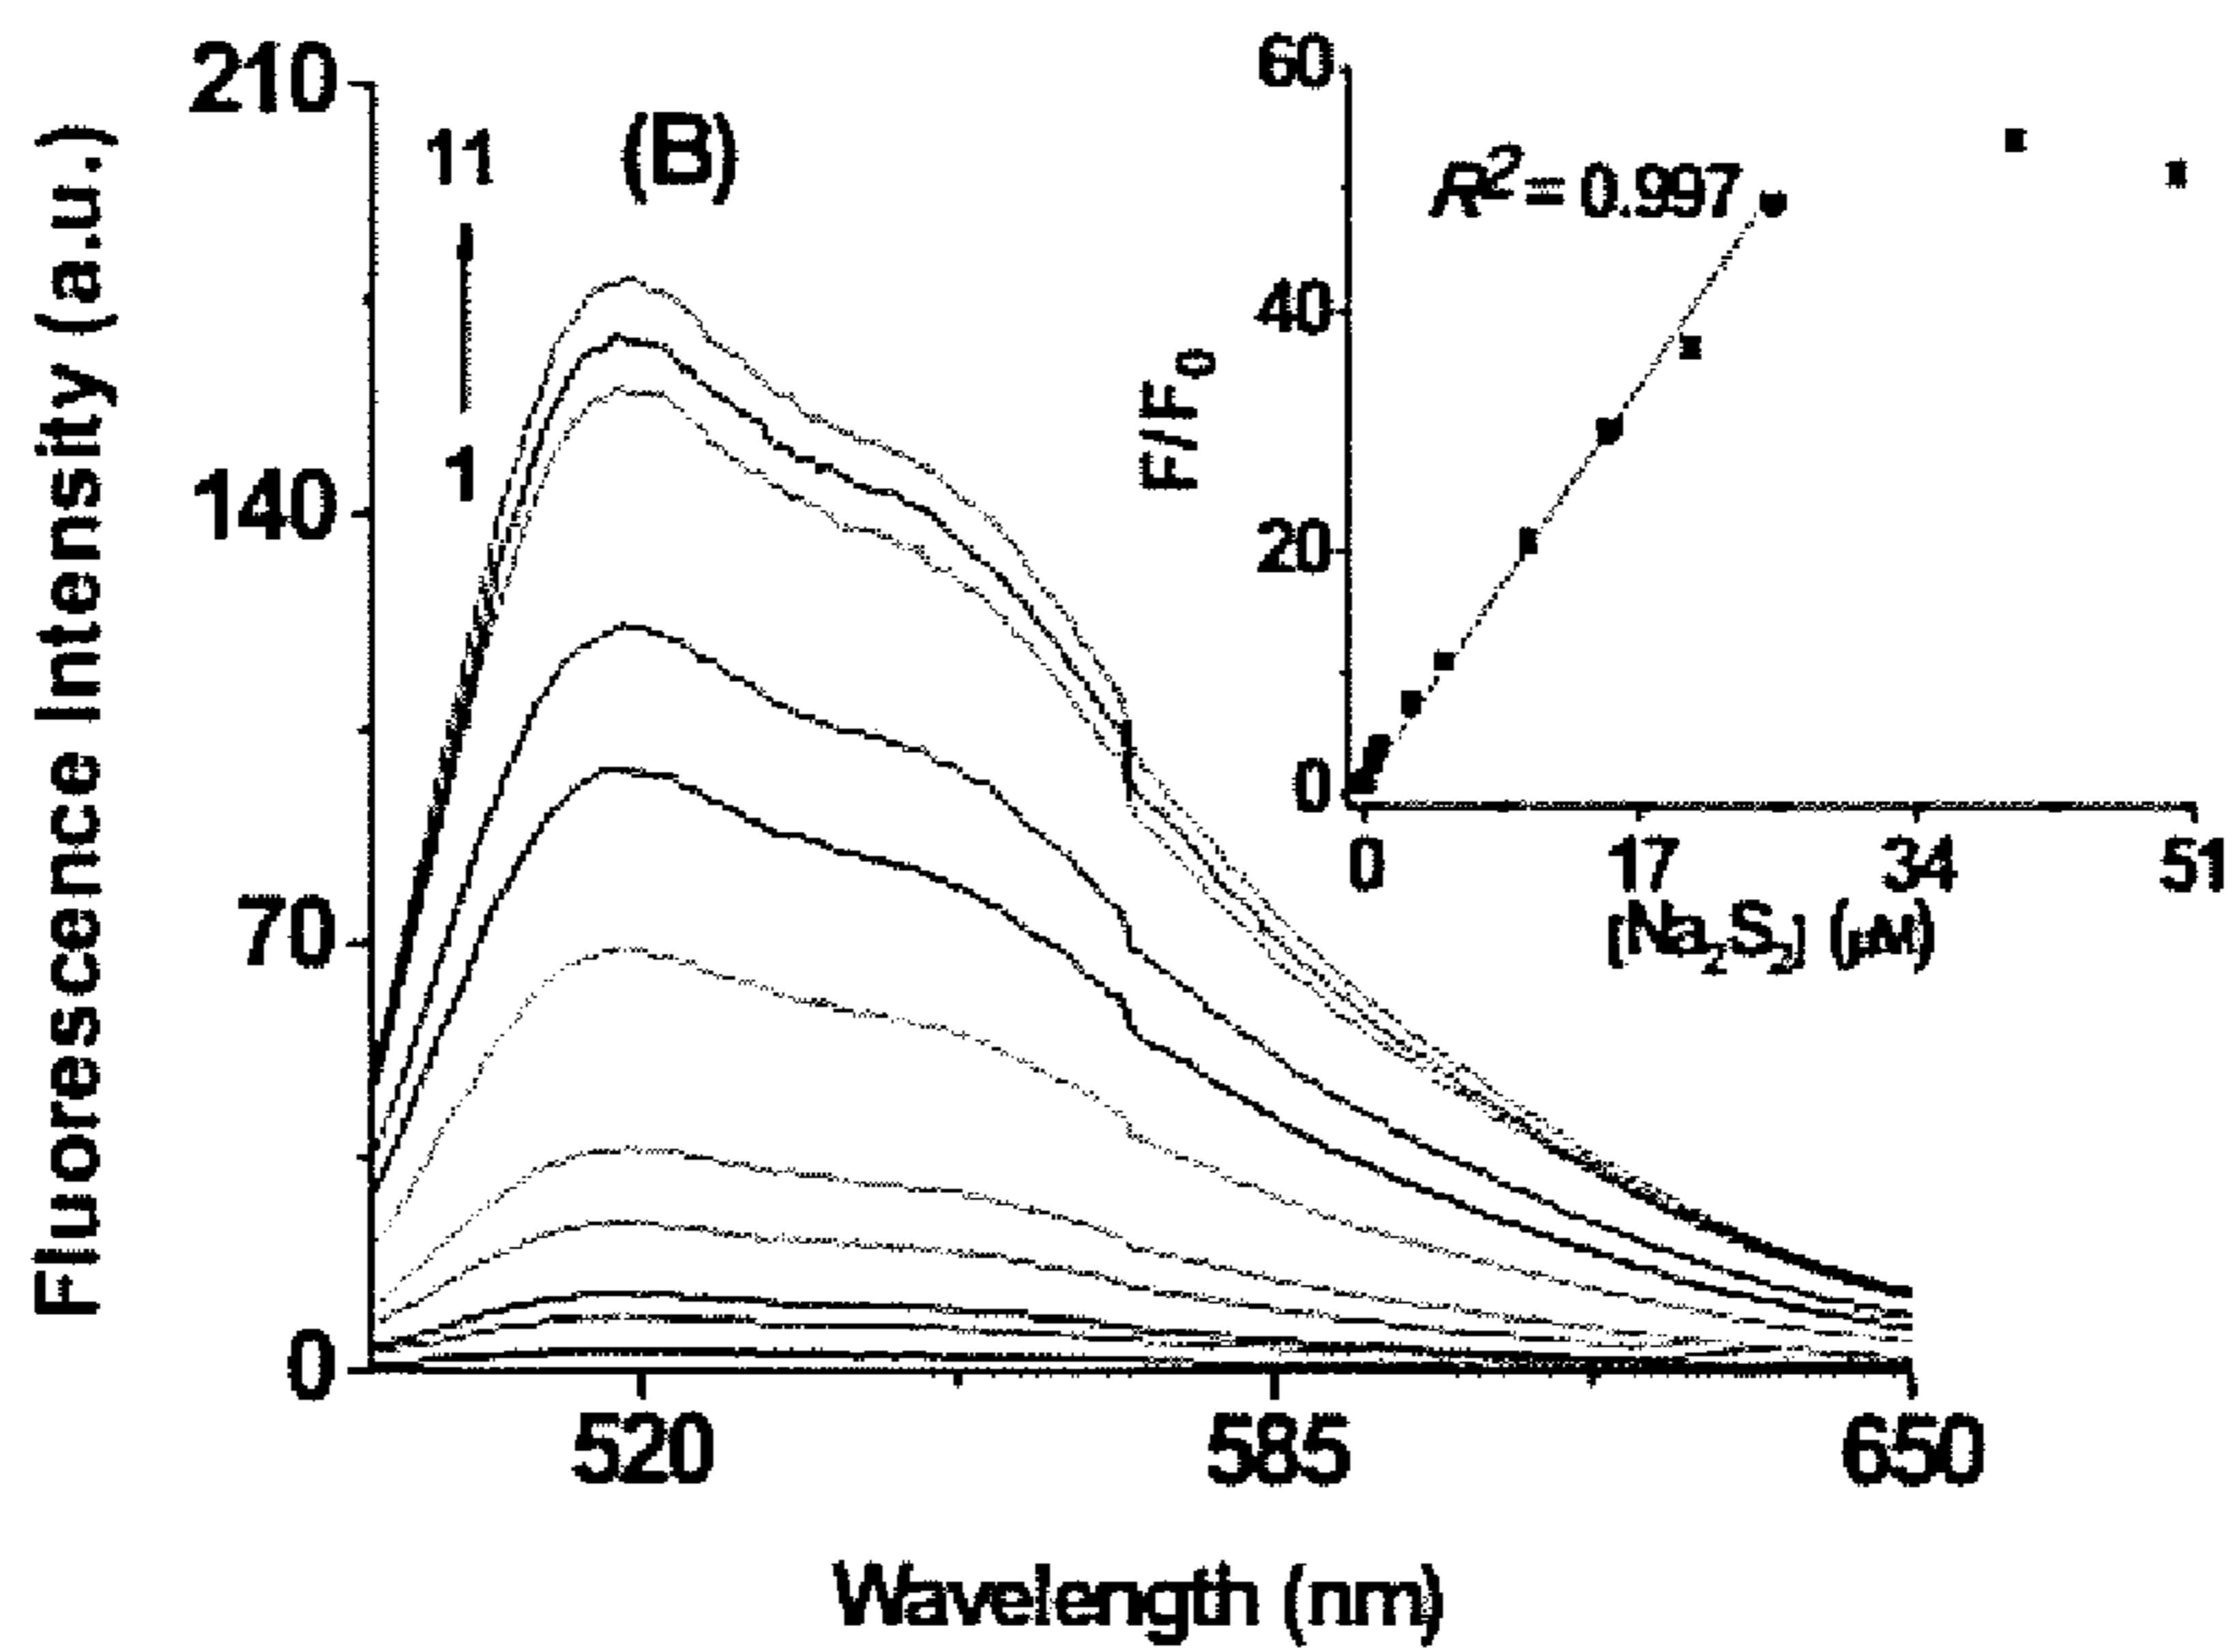 Fluorescence Intensity (a.u.)
210
140
70
0
11
1
(B)
520
585
650
Wavelength (nm)
F/F₀
60
40
20
0
R² = 0.997
0
17
34
51
[Na₂S₂] (μM)